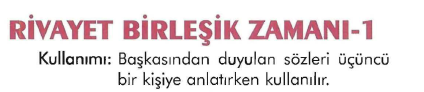 RİVAYET BİRLEŞİK ZAMANI-1
Kullanımı: Başkasından duyulan sözleri üçüncü
bir kişiye anlatırken kullanılır.